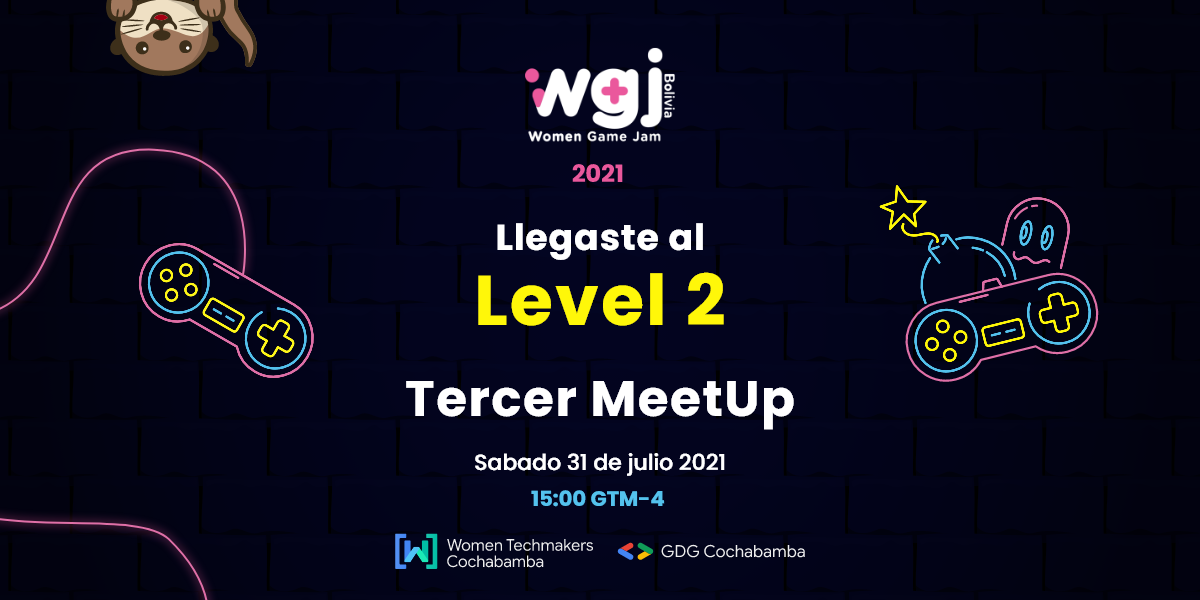 wgj
Bolivia
Women Game Jam
2021
Llegaste al
Level 2
Tercer MeetUp
Sabado 31 de julio 2021
15:00 GTM-4
Women Techmakers
Cochabamba
GDG Cochabamba